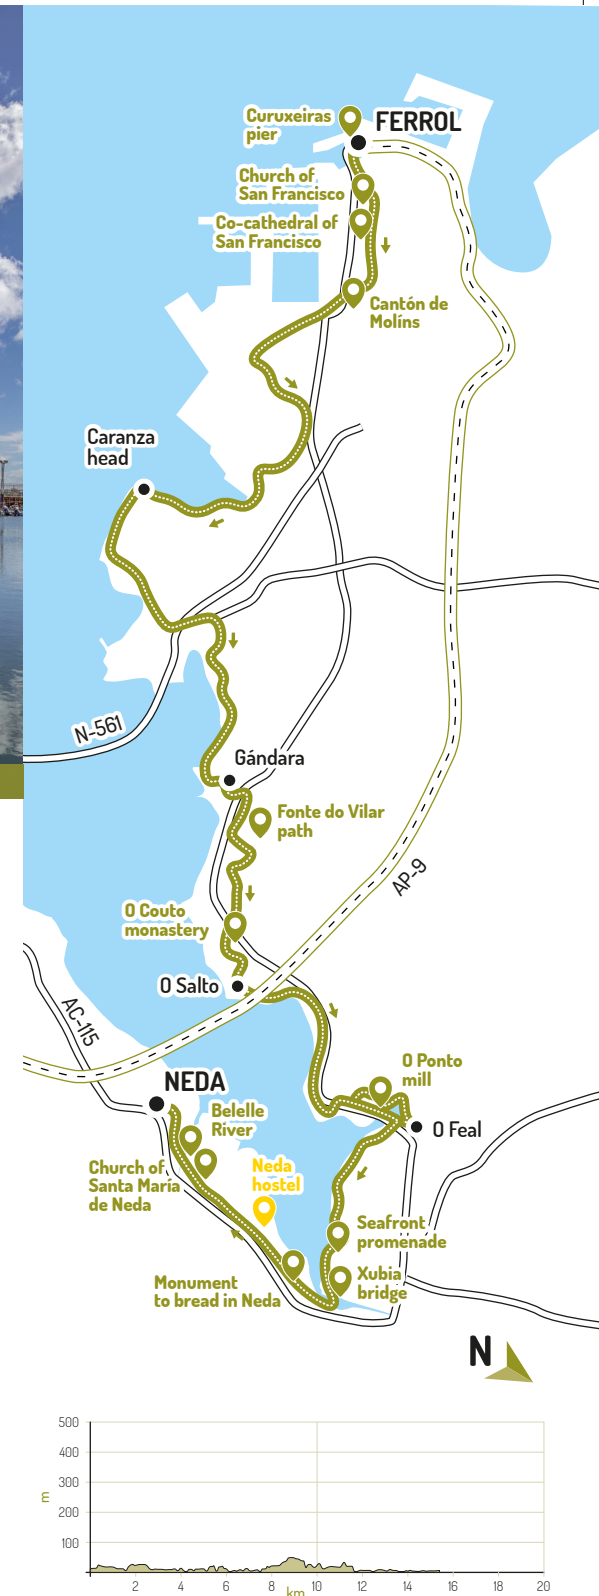 Curuxeiras
pier
FERROL
Church of
San Francisco
Co-cathedral of
San Francisco
Cantón de
Molíns
Caranza
head
N-561
Gándara
Fonte do Vilar
path
AP-9
O Couto
monastery
O Salto
AC-115
NEDA
O Ponto
mill
Belelle
River
O Feal
Church of
Santa María
de Neda
Neda
hostel
Seafront
promenade
Xubia
bridge
Monument
to bread in Neda
N
500
400
300
200
100
m
2 4 6 8 10 12 14 16 18 20
km